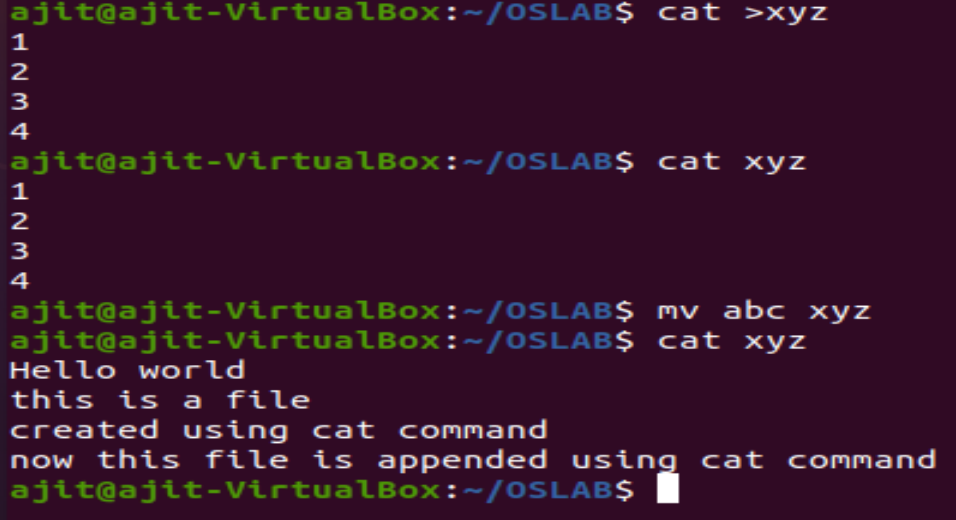 ajit@ajit-VirtualBox:~/OSLAB$ cat >xyz
1
2
3
4
ajit@ajit-VirtualBox:~/OSLAB$ cat xyz
1
2
3
4
ajit@ajit-VirtualBox:~/OSLAB$ mv abc xyz
ajit@ajit-VirtualBox:~/OSLAB$ cat xyz
Hello world
this is a file
created using cat command
now this file is appended using cat command
ajit@ajit-VirtualBox:~/OSLAB$